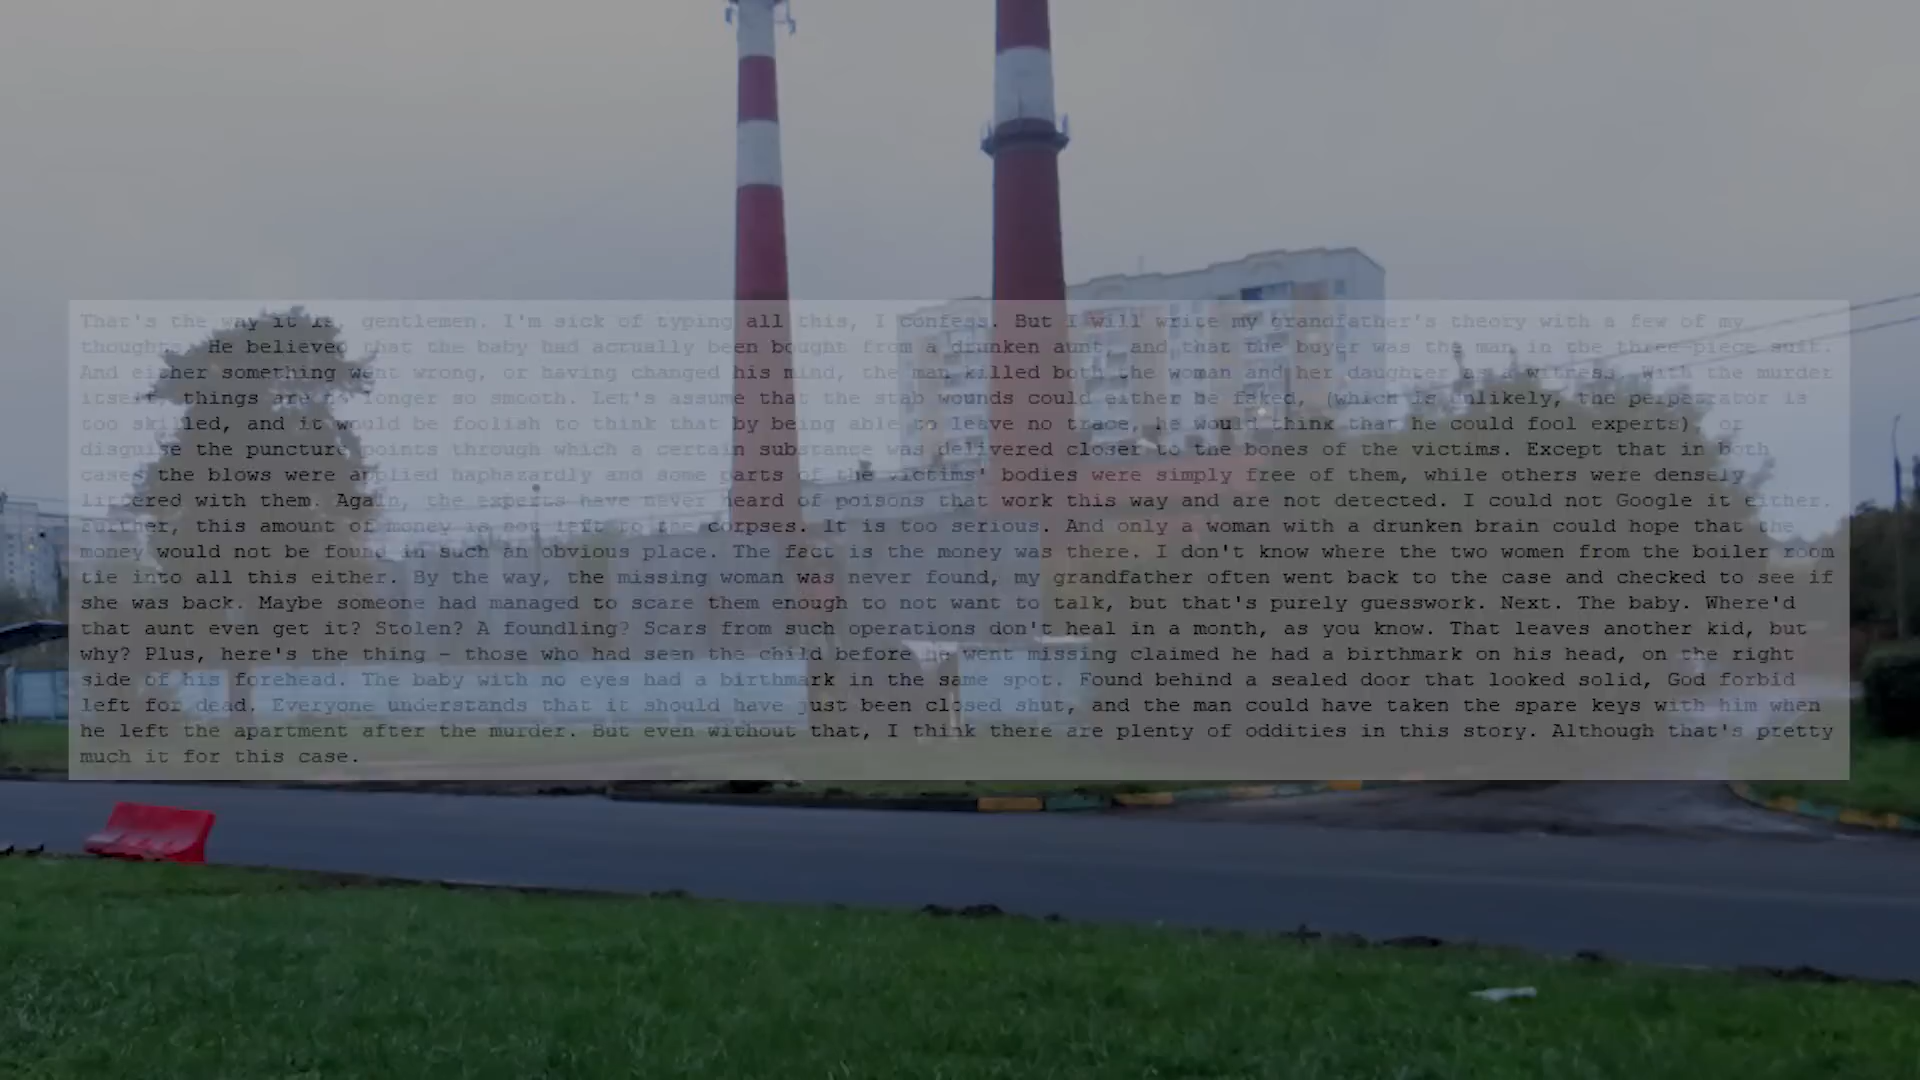 That's the way it is, gentlemen. I'm sick of typing all this, I confess. But I will write my grandfather's theory with a few of my
thoughts. He believed that the baby had actually been bought from a drunken aunt, and that the buyer was the man in the three-piece suit.
And either something went wrong, or having changed his mind, the man killed both the woman and her daughter as a witness. With the murder
itself, things are no longer so smooth. Let's assume that the stab wounds could either be faked, (which is unlikely, the perpetrator is
too skilled, and it would be foolish to think that by being able to leave no trace, he would think that he could fool experts), or
disguise the puncture points through which a certain substance was delivered closer to the bones of the victims. Except that in both
cases the blows were applied haphazardly and some parts of the victims' bodies were simply free of them, while others were densely
littered with them. Again, the experts have never heard of poisons that work this way and are not detected. I could not Google it either.
Further, this amount of money is not left to the corpses. It is too serious. And only a woman with a drunken brain could hope that the
money would not be found in such an obvious place. The fact is the money was there. I don't know where the two women from the boiler room
tie into all this either. By the way, the missing woman was never found, my grandfather often went back to the case and checked to see if
she was back. Maybe someone had managed to scare them enough to not want to talk, but that's purely guesswork. Next. The baby. Where'd
that aunt even get it? Stolen? A foundling? Scars from such operations don't heal in a month, as you know. That leaves another kid, but
why? Plus, here's the thing - those who had seen the child before he went missing claimed he had a birthmark on his head, on the right
side of his forehead. The baby with no eyes had a birthmark in the same spot. Found behind a sealed door that looked solid, God forbid
left for dead. Everyone understands that it should have just been closed shut, and the man could have taken the spare keys with him when
he left the apartment after the murder. But even without that, I think there are plenty of oddities in this story. Although that's pretty
much it for this case.